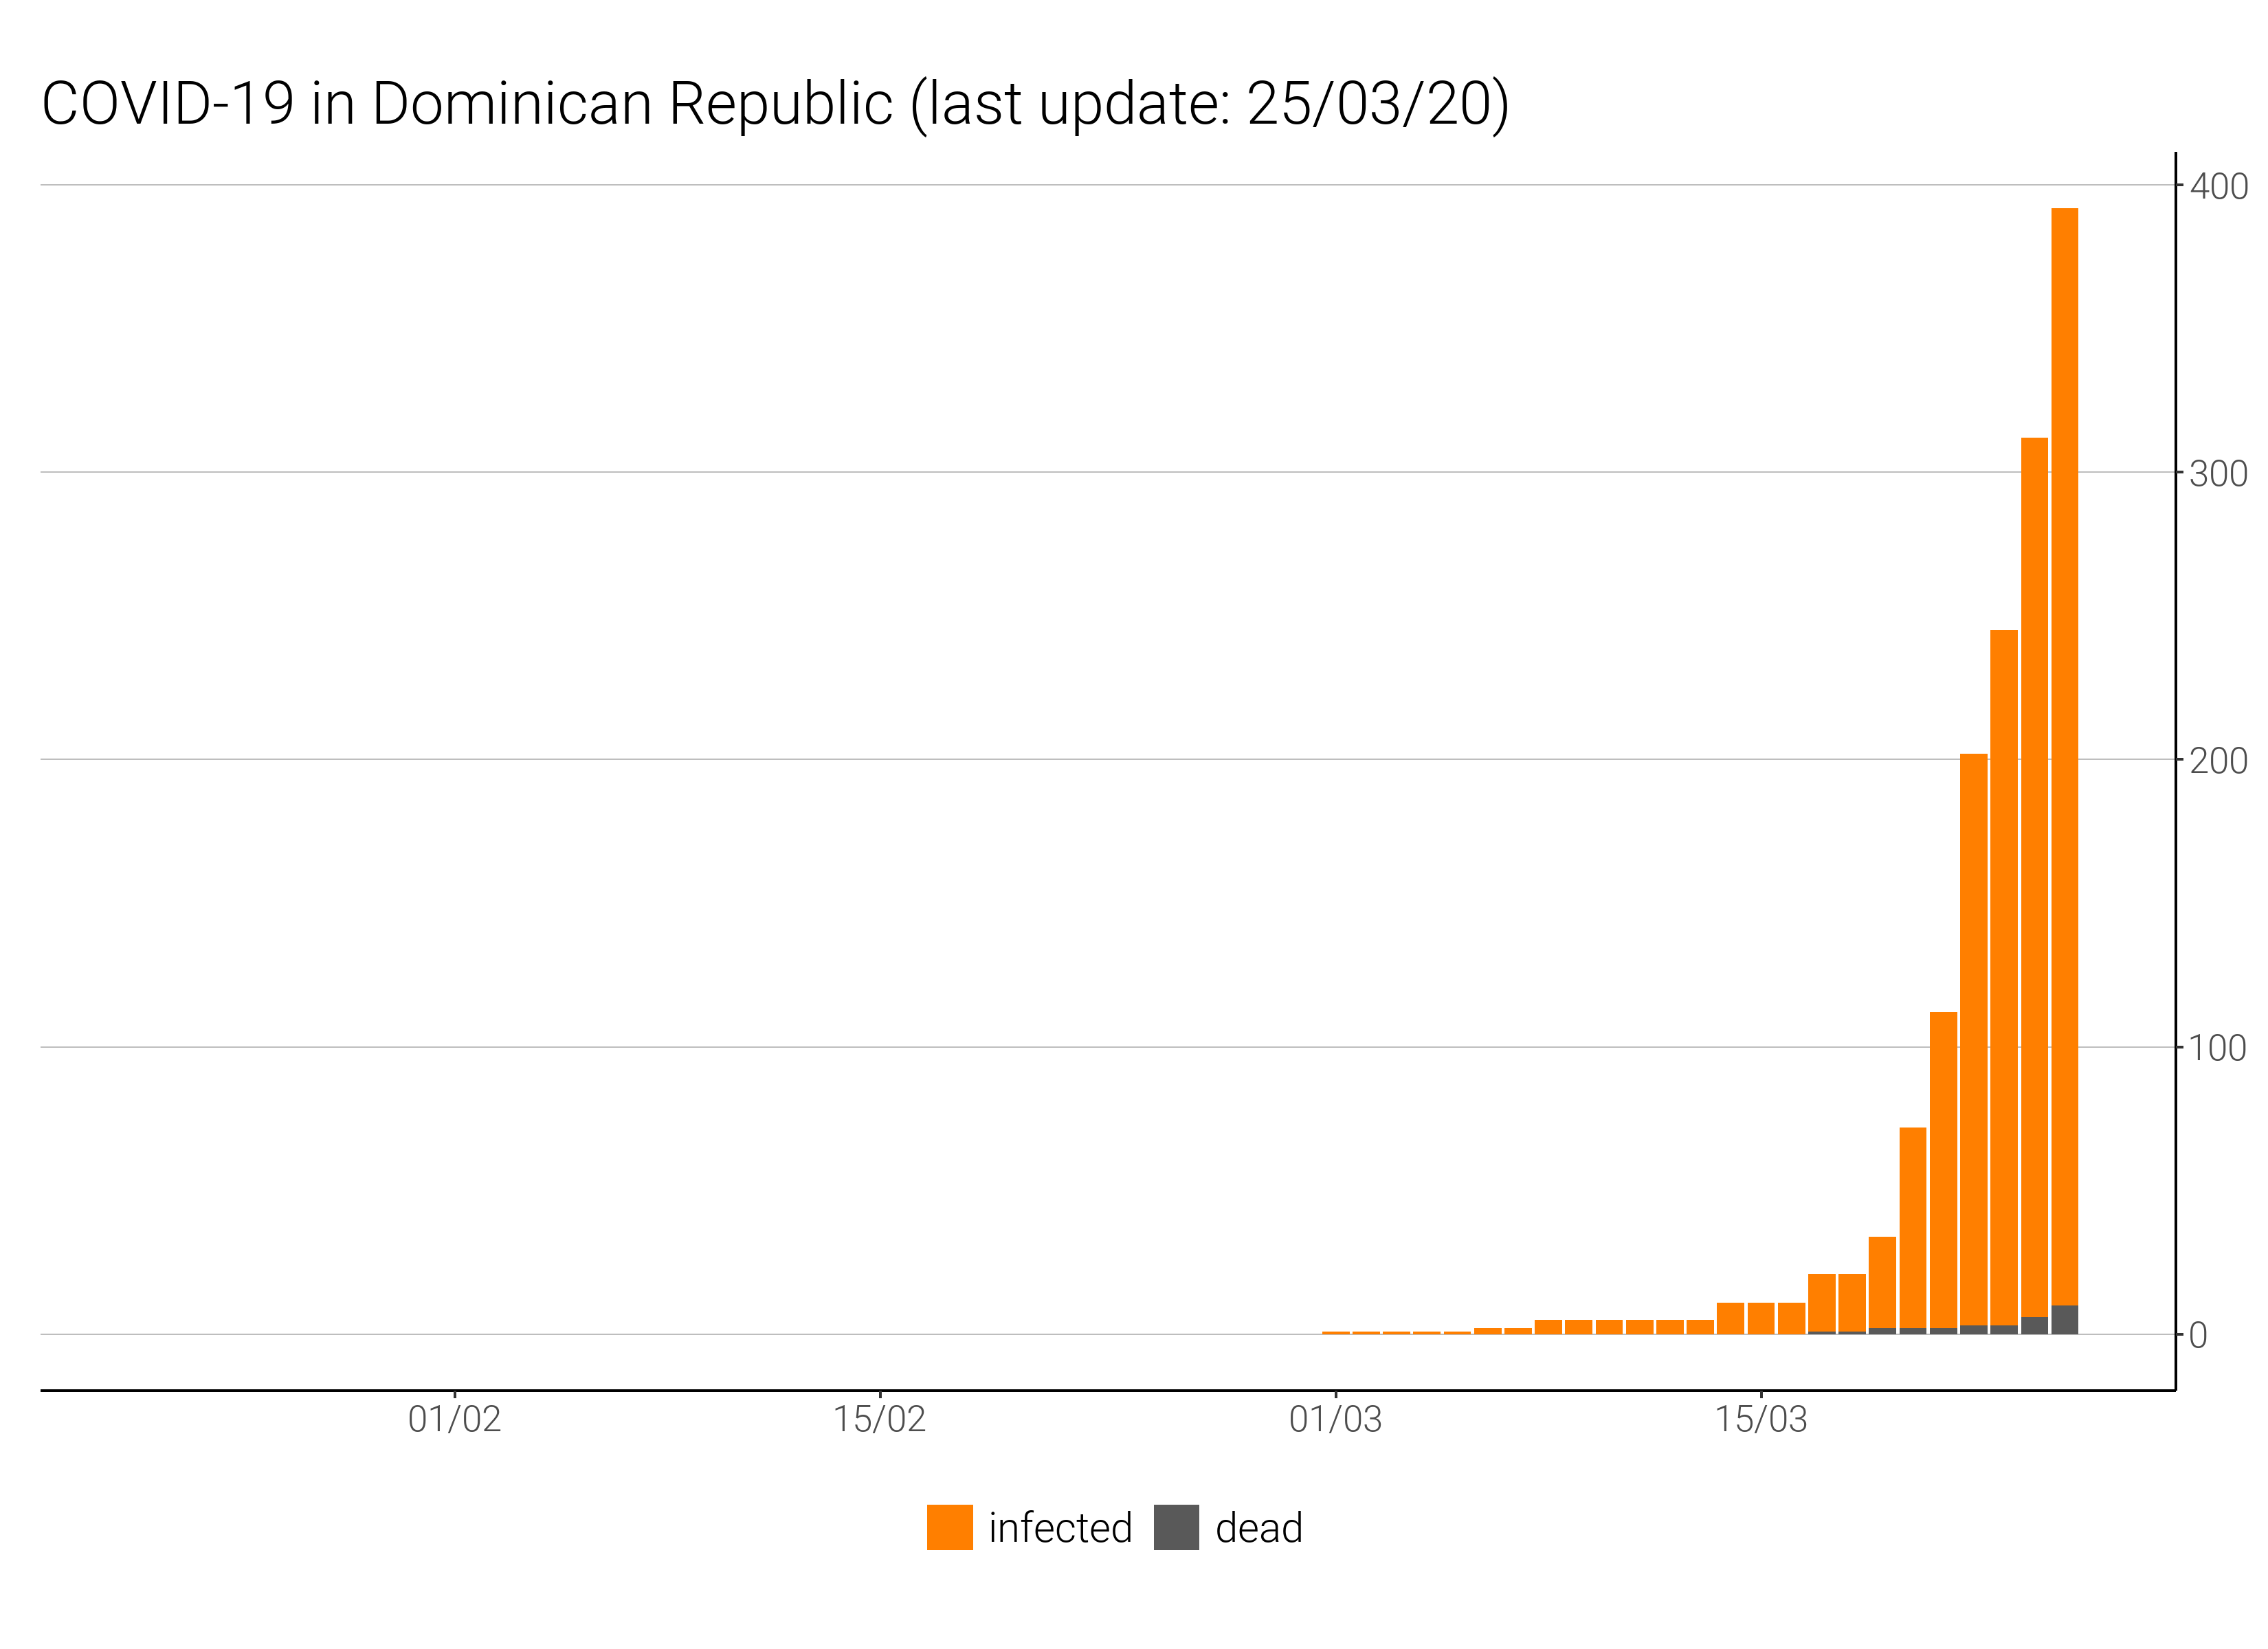 COVID-19 in Dominican Republic (last update: 25/03/20)
400
300
200
100
0
01/02 15/02 01/03 15/03
infected dead